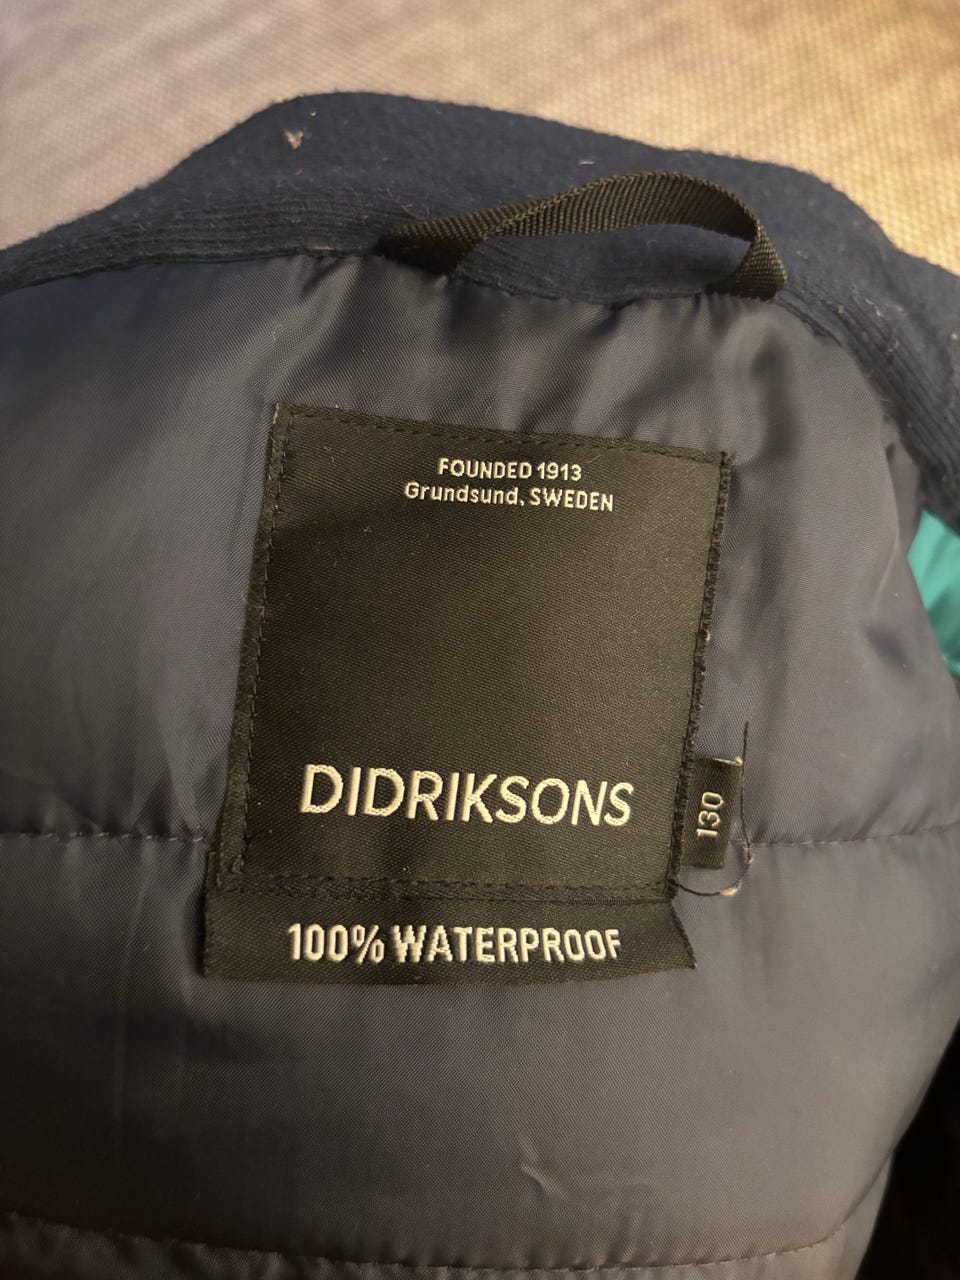 FOUNDED 1913
Grundsund, SWEDEN
DIDRIKSONS
130
100% WATERPROOF